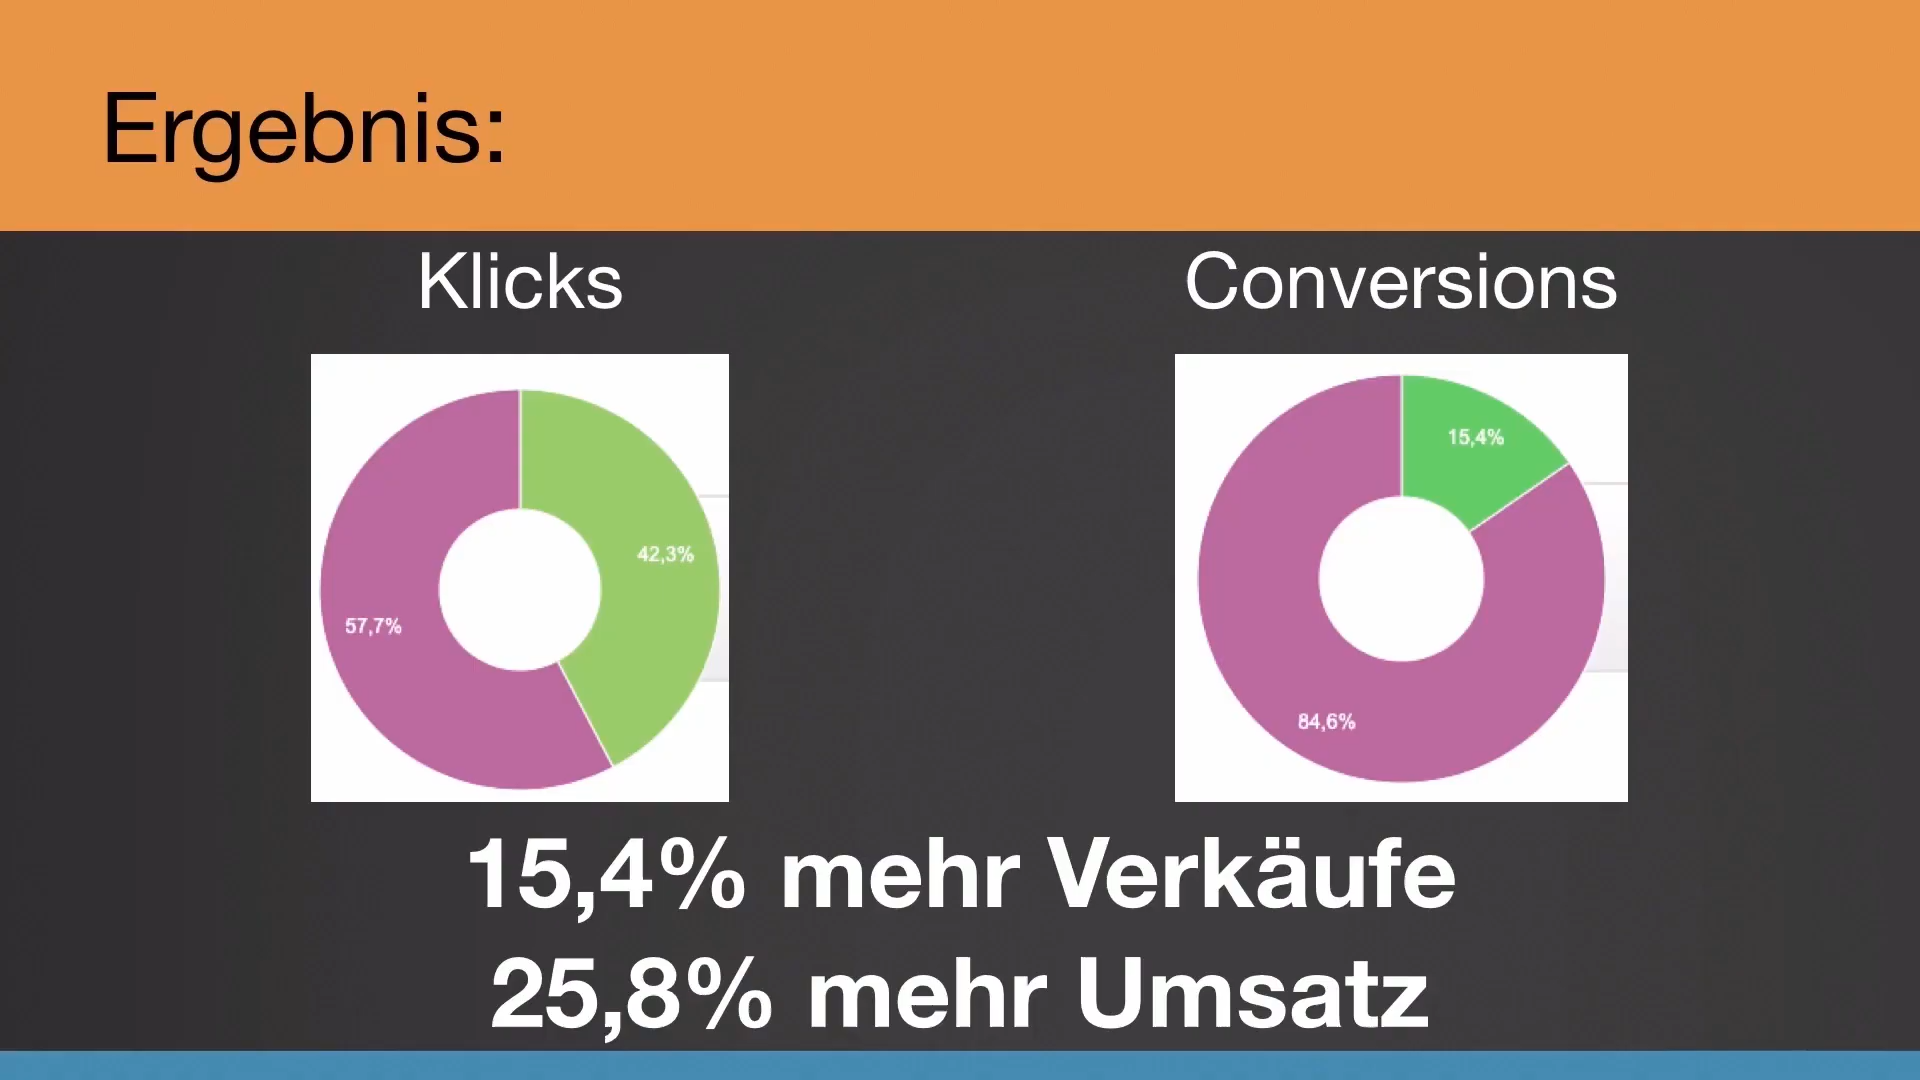 Ergebnis:
Klicks
Conversions
42,3%
57,7%
15,4%
84,6%
15,4% mehr Verkäufe
25,8% mehr Umsatz